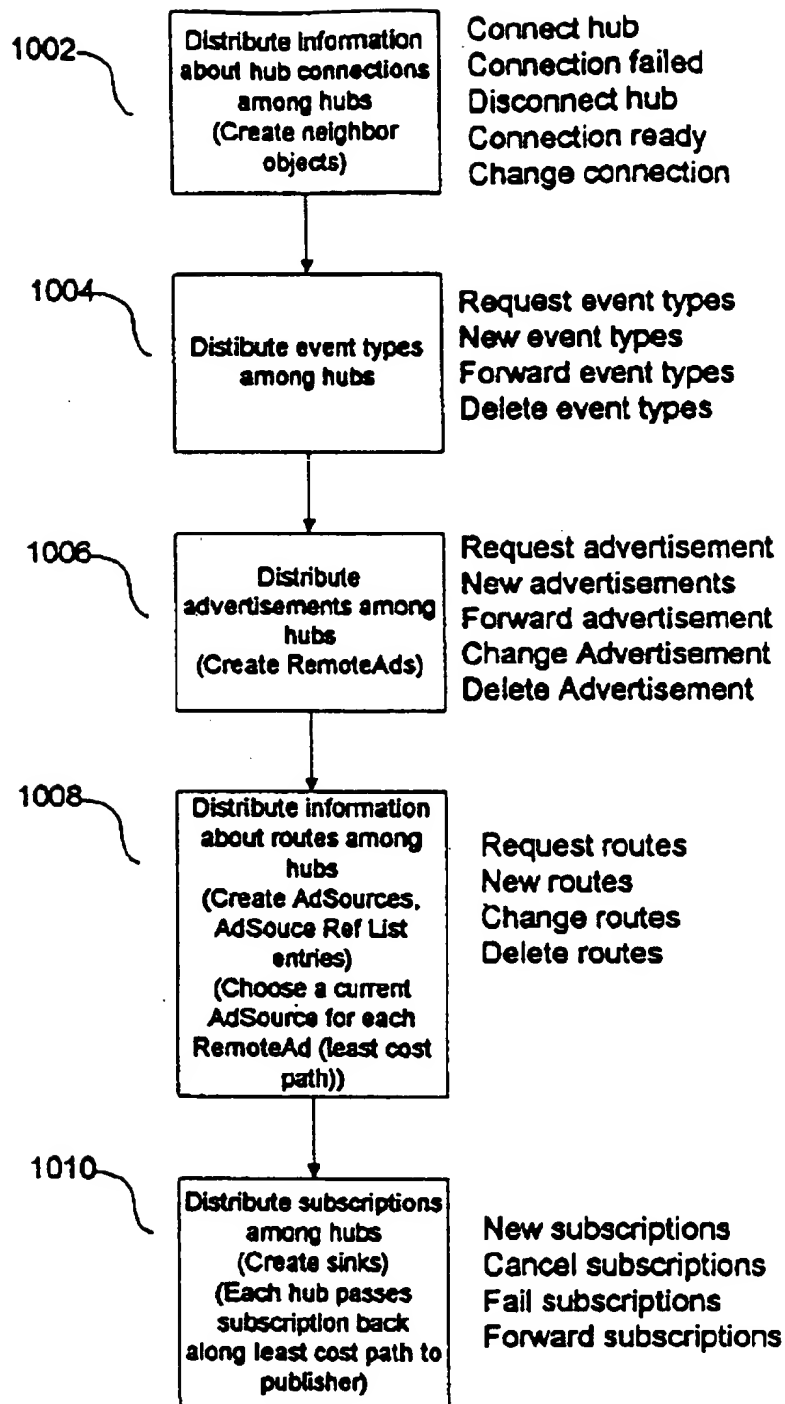 1002
Distribute information
about hub connections
among hubs
(Create neighbor
objects)
Connect hub
Connection failed
Disconnect hub
Connection ready
Change connection
1004
Distibute event types
among hubs
Request event types
New event types
Forward event types
Delete event types
1006
Distribute
advertisements among
hubs
(Create RemoteAds)
Request advertisement
New advertisements
Forward advertisement
Change Advertisement
Delete Advertisement
1008
Distribute information
about routes among
hubs
(Create AdSources,
AdSouce Ref List
entries)
(Choose a current
AdSource for each
RemoteAd (least cost
path))
Request routes
New routes
Change routes
Delete routes
1010
Distribute subscriptions
among hubs
(Create sinks)
(Each hub passes
subscription back
along least cost path to
publisher)
New subscriptions
Cancel subscriptions
Fail subscriptions
Forward subscriptions